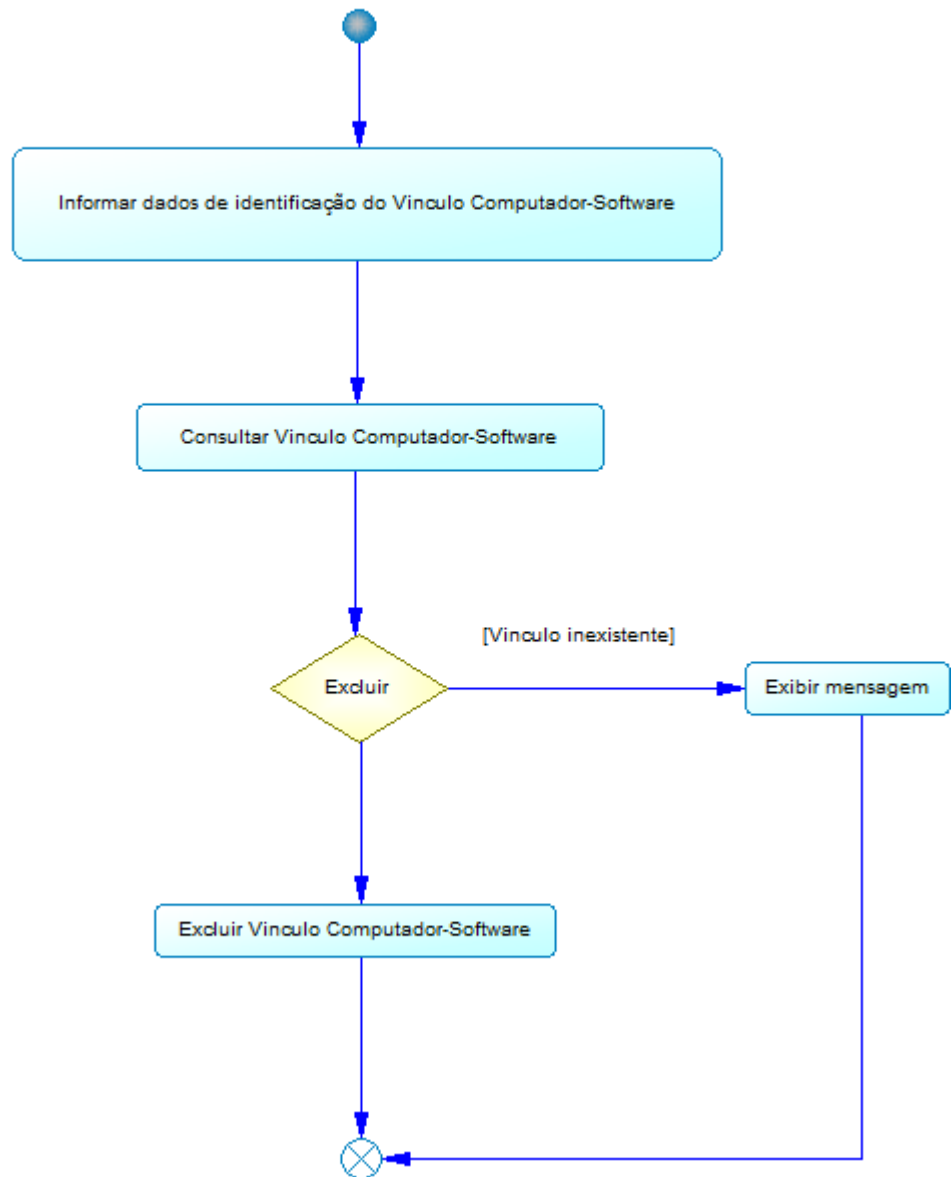 Informar dados de identificação do Vinculo Computador-Software
Consultar Vinculo Computador-Software
[Vinculo inexistente]
Excluir
Exibir mensagem
Excluir Vinculo Computador-Software